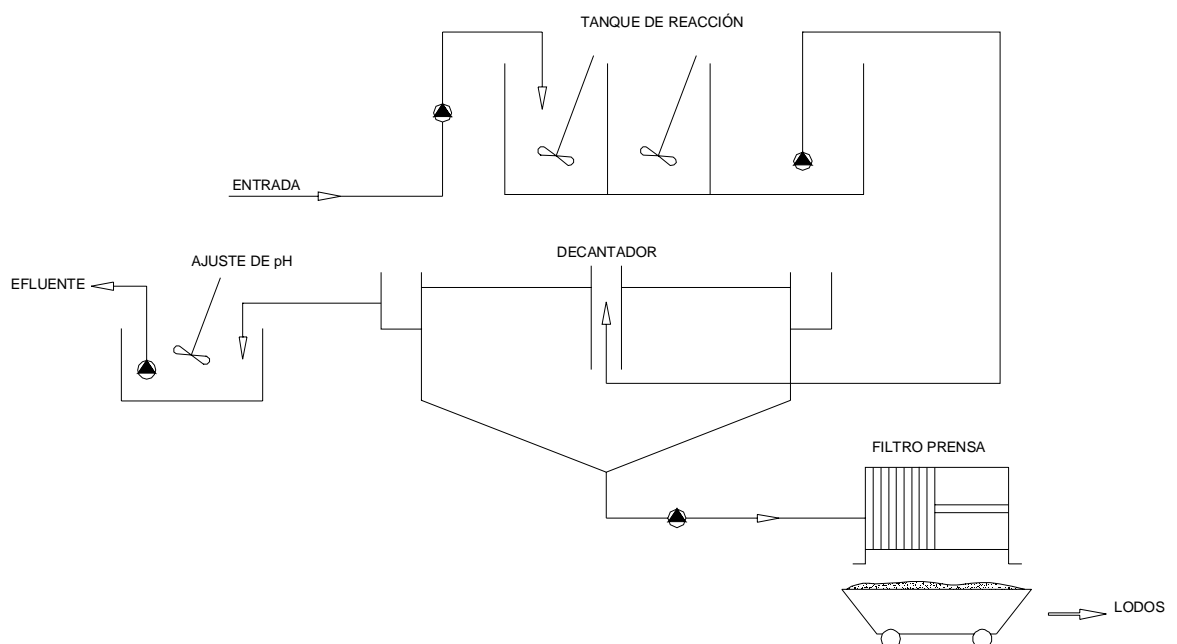 TANQUE DE REACCIÓN
ENTRADA
DECANTADOR
AJUSTE DE pH
EFLUENTE
FILTRO PRENSA
LODOS